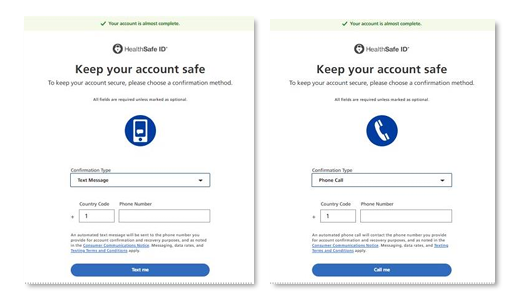 Your account is almost complete.
HealthSafe ID®
Keep your account safe
To keep your account secure, please choose a confirmation method.
All fields are required unless marked as optional
Confirmation Type
Text Message
Country Code Phone Number
+ 1
An automated text message will be sent to the phone number you
provide for account confirmation and recovery purposes, and as noted
in the Consumer Communications Notice. Messaging, data rates, and
Texting Terms and Conditions apply.
Text me
Your account is almost complete.
HealthSafe ID®
Keep your account safe
To keep your account secure, please choose a confirmation method.
All fields are required unless marked as optional
Confirmation Type
Phone Call
Country Code Phone Number
+ 1
An automated phone call will contact the phone number you provide
for account confirmation and recovery purposes, and as noted in the
Consumer Communications Notice. Messaging, data rates, and Texting
Terms and Conditions apply.
Call me